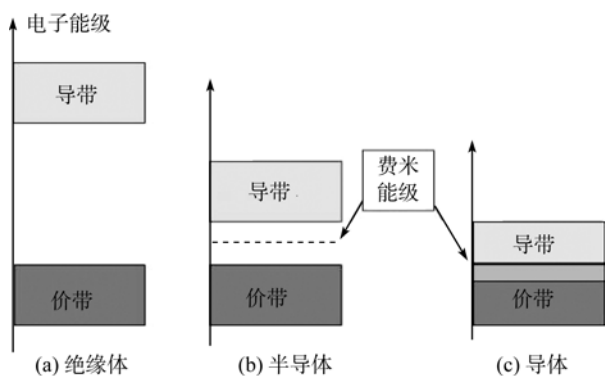 电子能级
导带
价带
(a) 绝缘体
导带
价带
(b) 半导体
费米
能级
导带
价带
(c) 导体